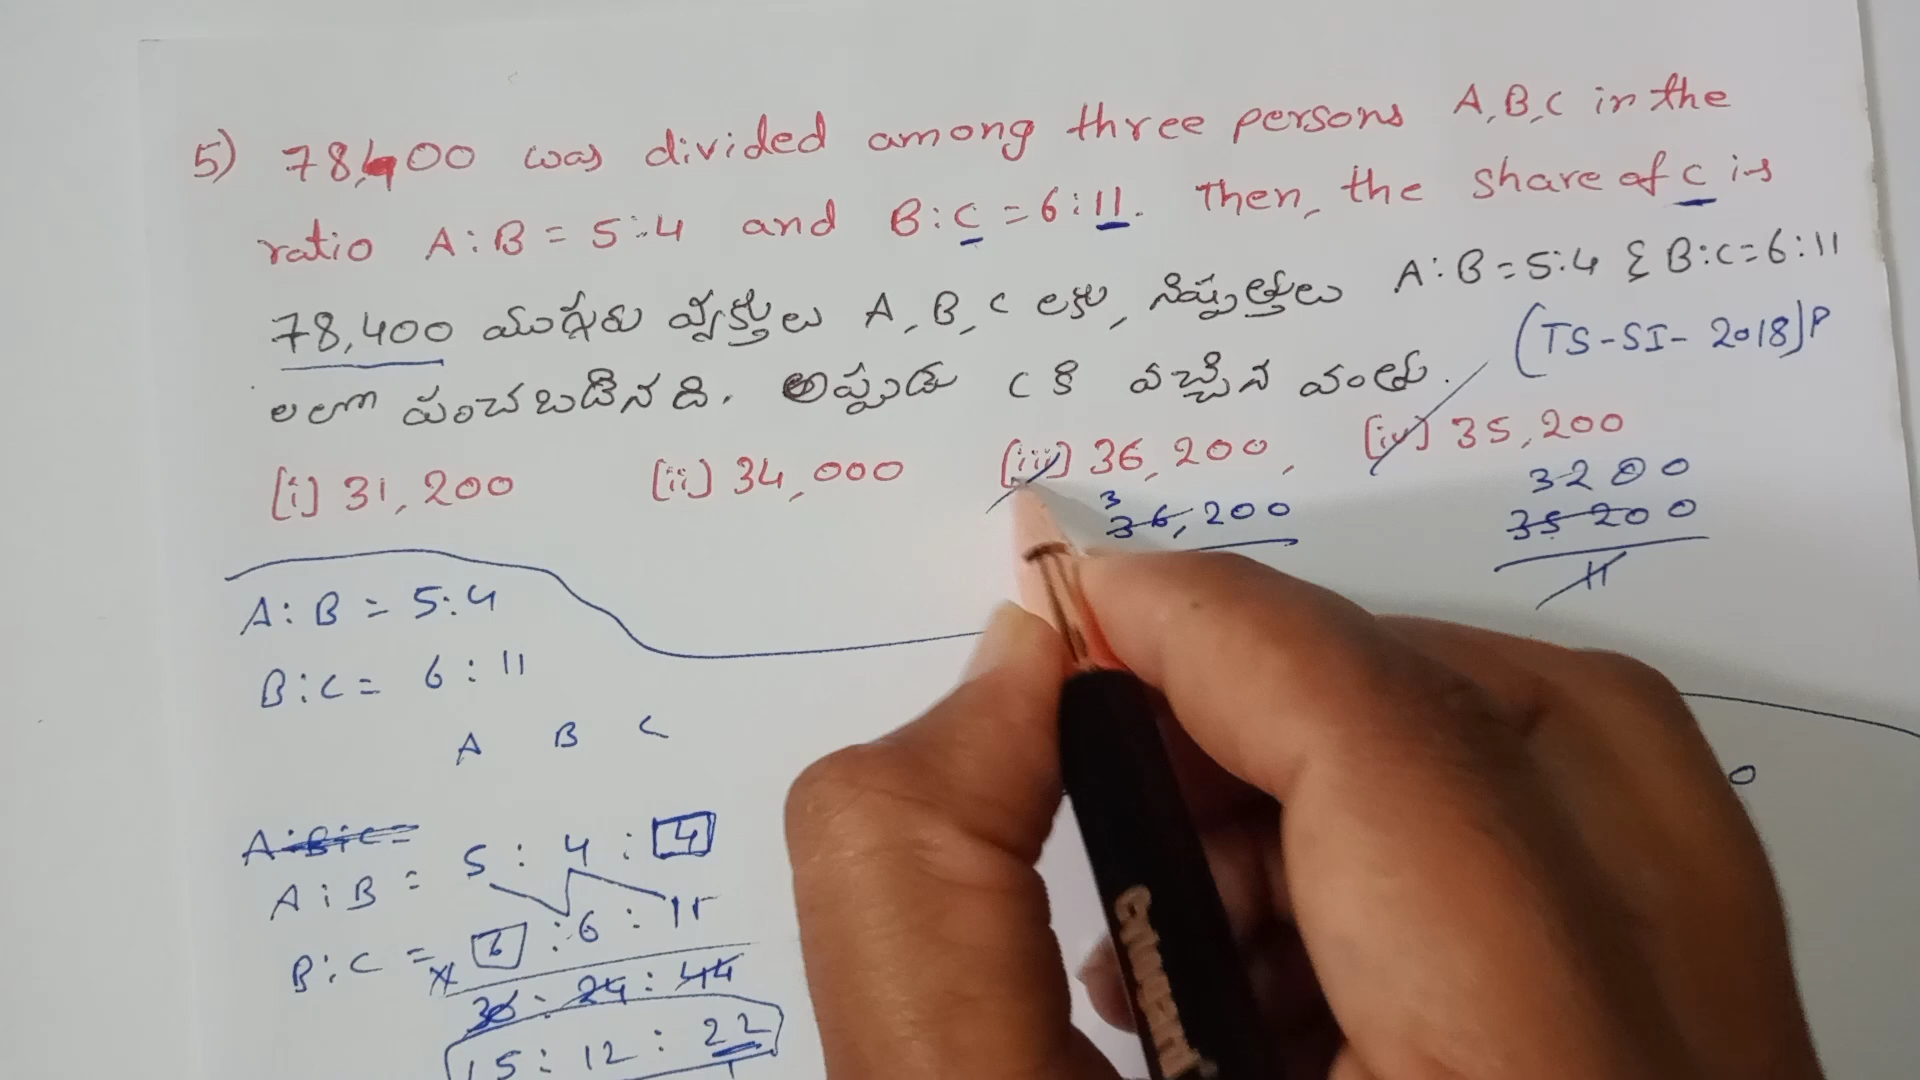 5) 78,400 was divided among three persons A,B,C in the
ratio A:B = 5:4 and B:C = 6:11. Then, the share of C is
78,400 ముగ్గురు వ్యక్తులు A, B, C లకు, నిష్పత్తులు A:B = 5:4 & B:C = 6:11
లలో పంచబడినది. అప్పుడు C కి వచ్చిన వంతు. (TS-SI-2018)P
(i) 31,200 (ii) 34,000 (iii) 36,200, (iv) 35,200
3 3200
36,200 35200
11
A:B = 5:4
B:C = 6:11
A B C
A:B:C=
A:B = 5 : 4 : 4
B:C = 6 : 6 : 11
30 : 24 : 44
15 : 12 : 22